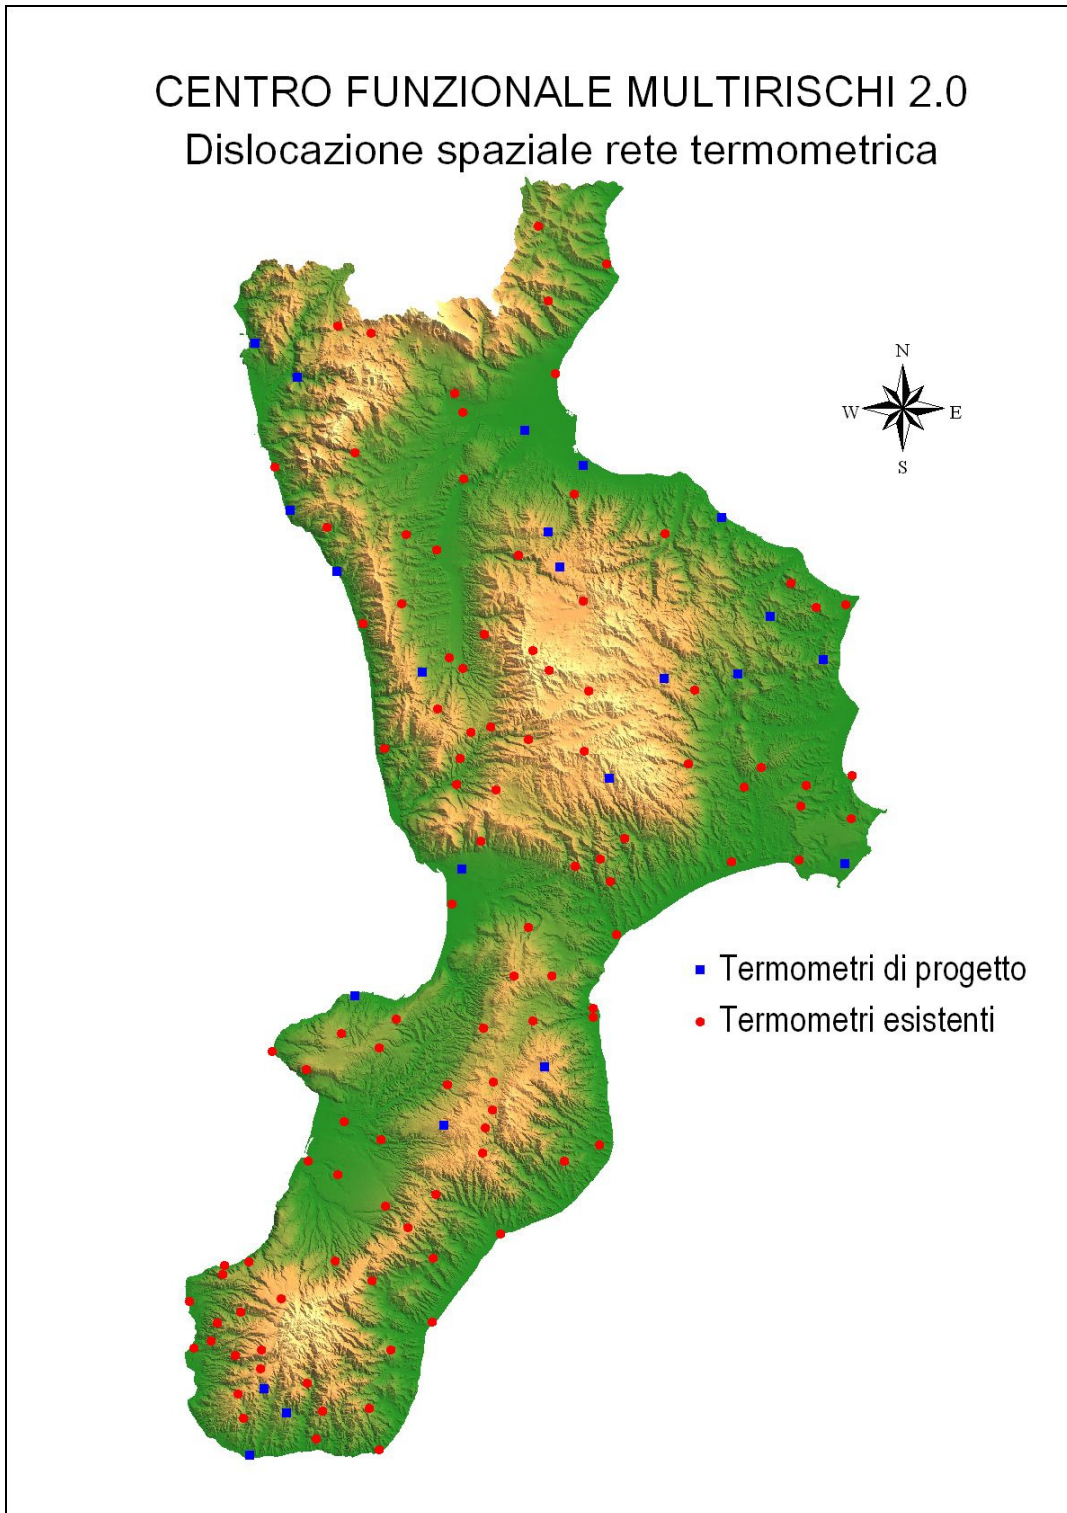 CENTRO FUNZIONALE MULTIRISCHI 2.0
Dislocazione spaziale rete termometrica
N
W E
S
Termometri di progetto
Termometri esistenti